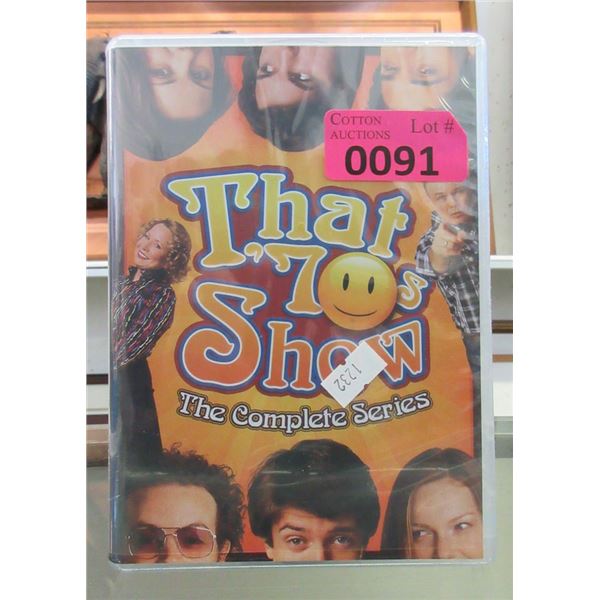 COTTON
AUCTIONS
Lot #
0091
That
'70s
Show
1232
The Complete Series